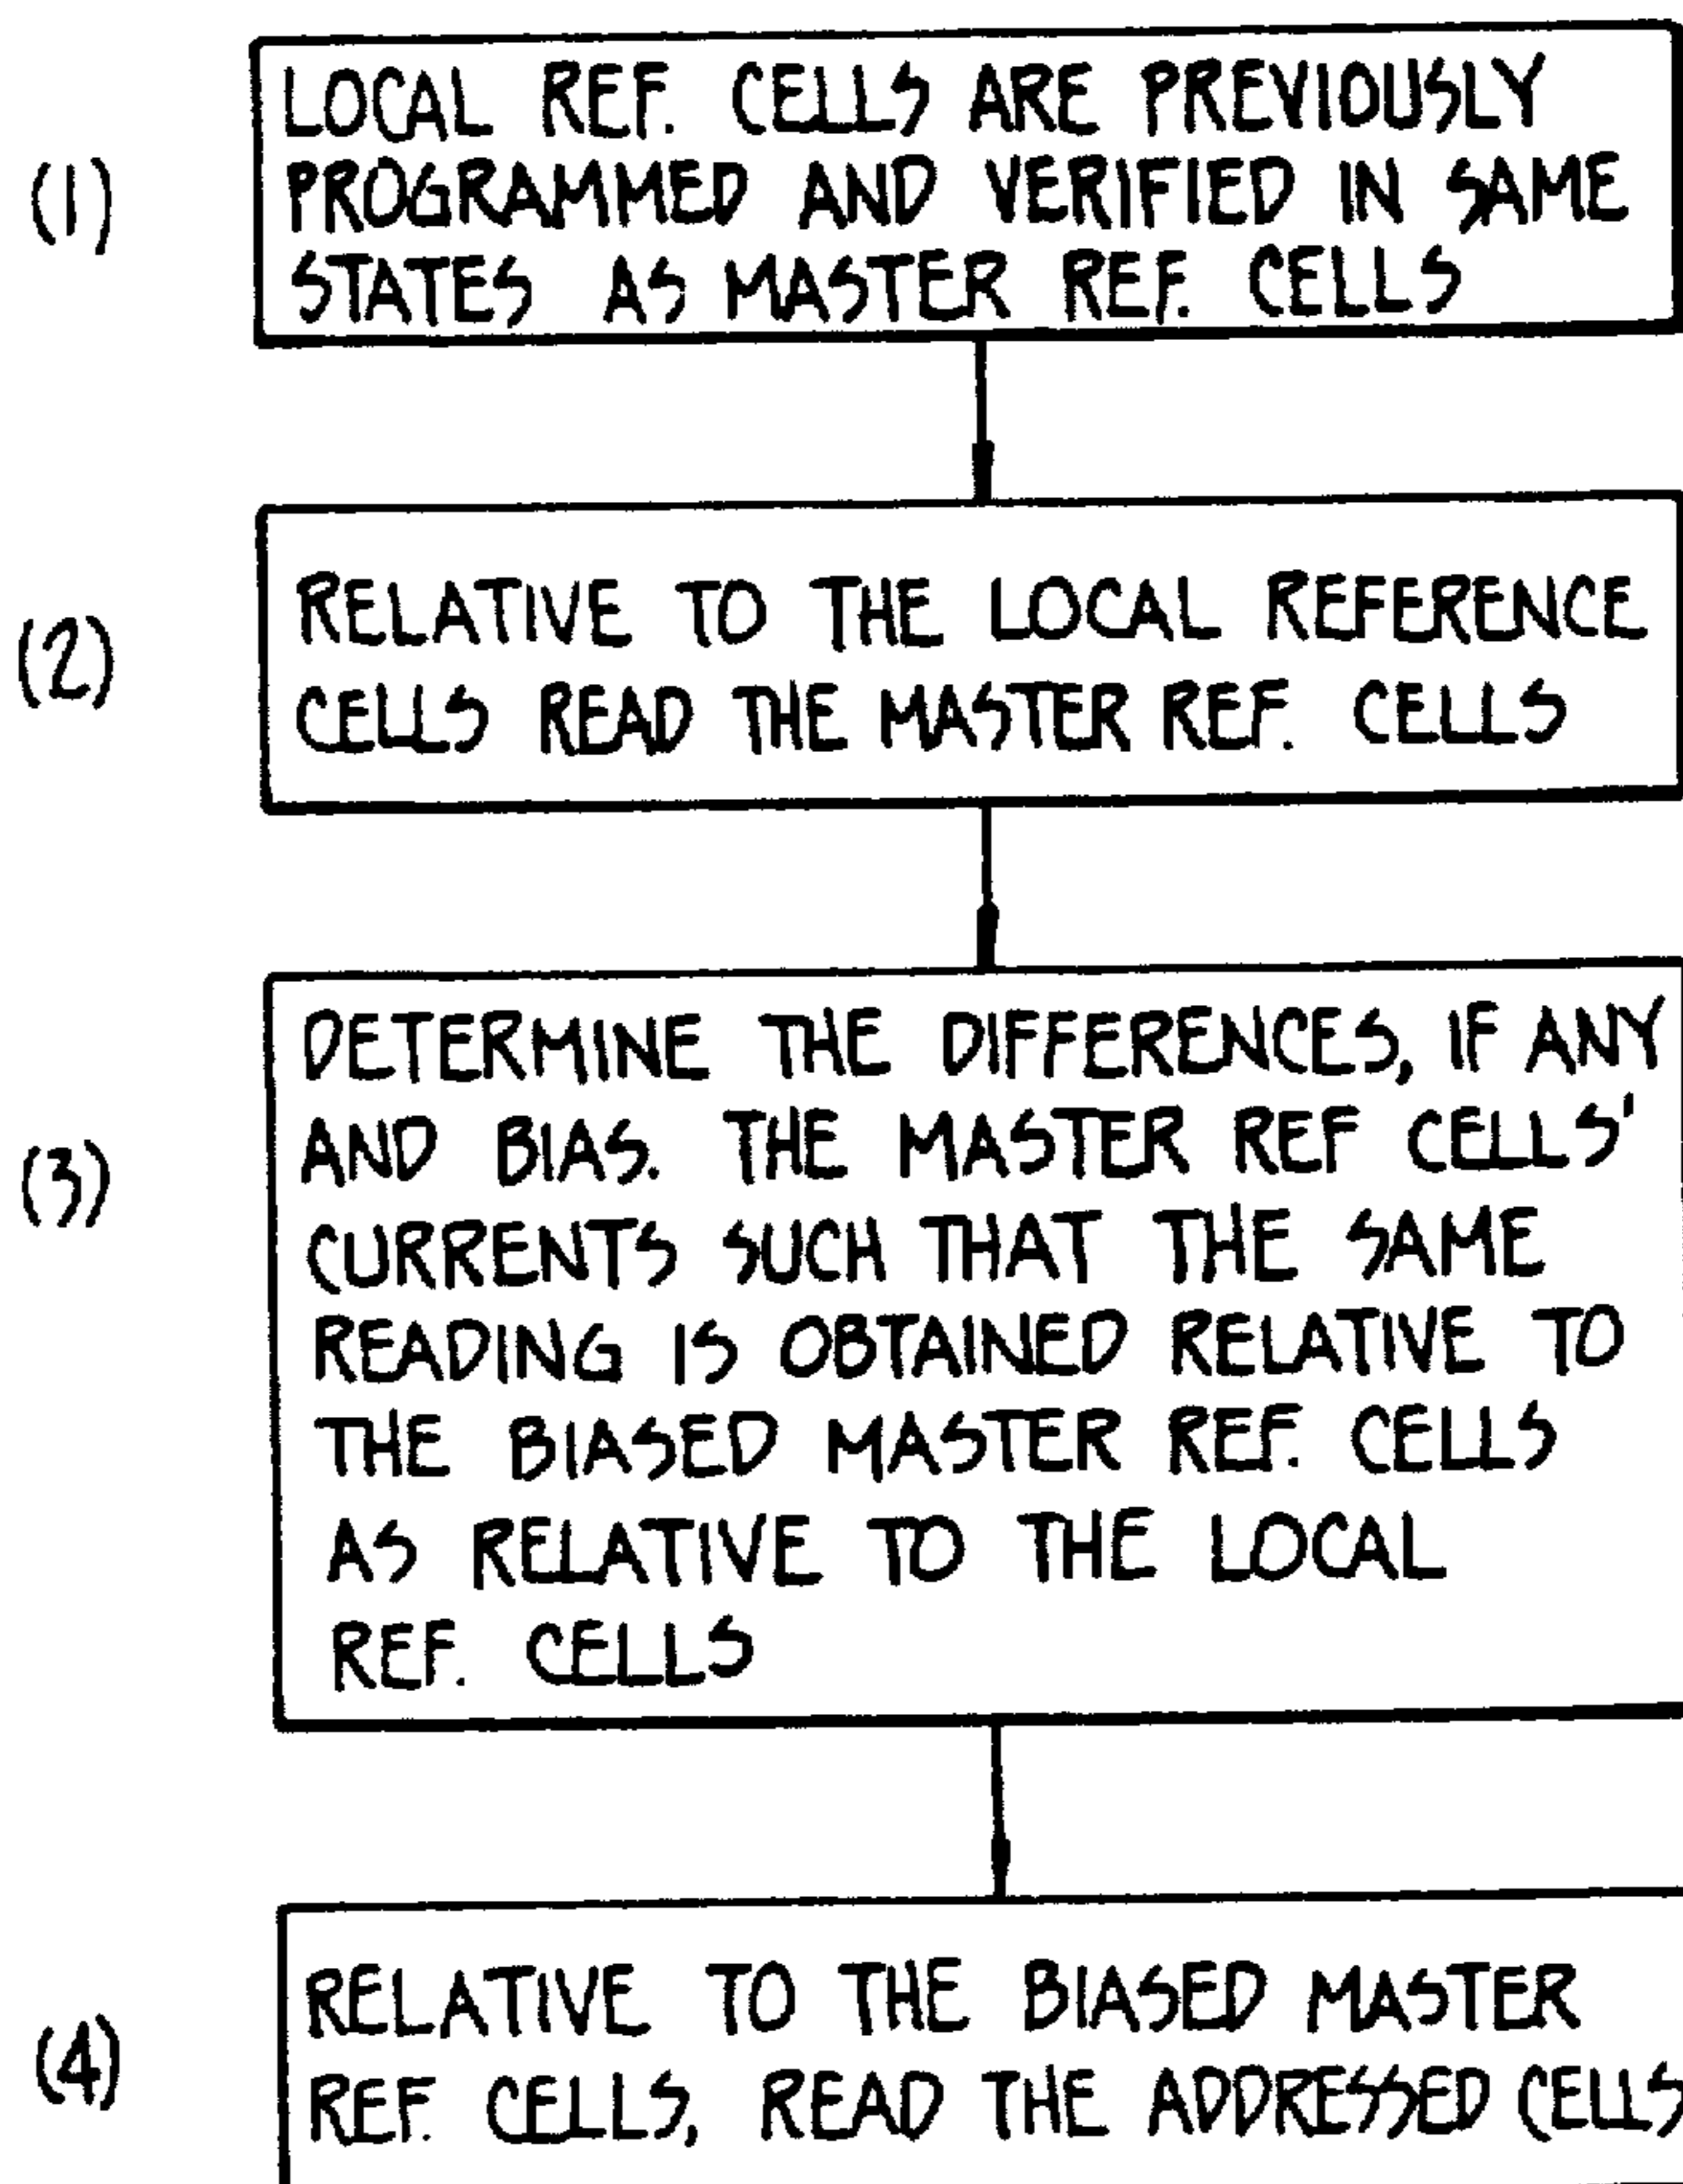 (1)
LOCAL REF. CELLS ARE PREVIOUSLY
PROGRAMMED AND VERIFIED IN SAME
STATES AS MASTER REF. CELLS
(2)
RELATIVE TO THE LOCAL REFERENCE
CELLS READ THE MASTER REF. CELLS
(3)
DETERMINE THE DIFFERENCES, IF ANY
AND BIAS. THE MASTER REF CELLS'
CURRENTS SUCH THAT THE SAME
READING IS OBTAINED RELATIVE TO
THE BIASED MASTER REF. CELLS
AS RELATIVE TO THE LOCAL
REF. CELLS
(4)
RELATIVE TO THE BIASED MASTER
REF. CELLS, READ THE ADDRESSED CELLS